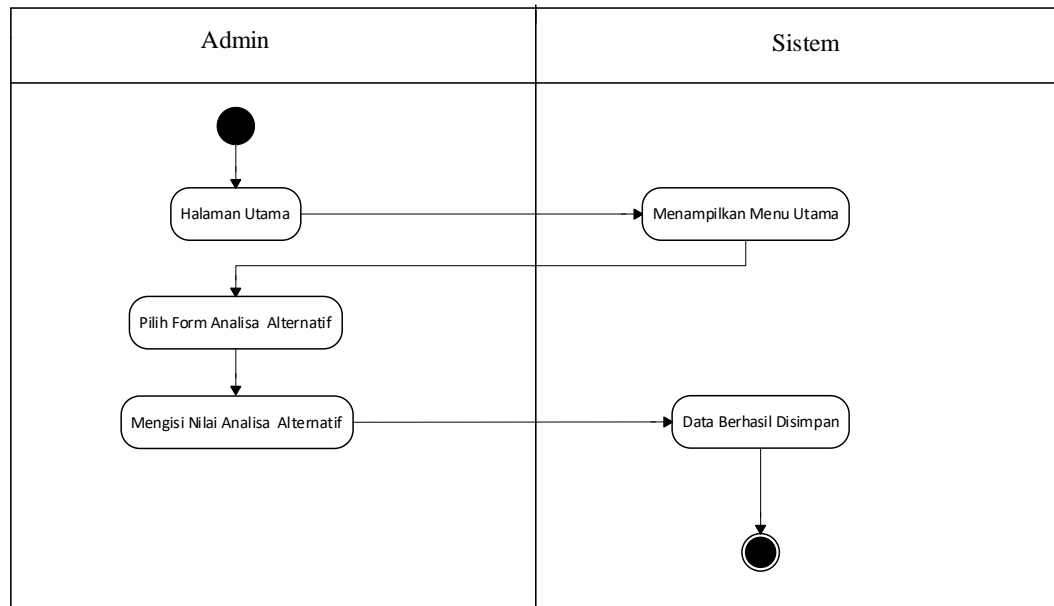 Admin
Sistem
Halaman Utama
Menampilkan Menu Utama
Pilih Form Analisa Alternatif
Mengisi Nilai Analisa Alternatif
Data Berhasil Disimpan